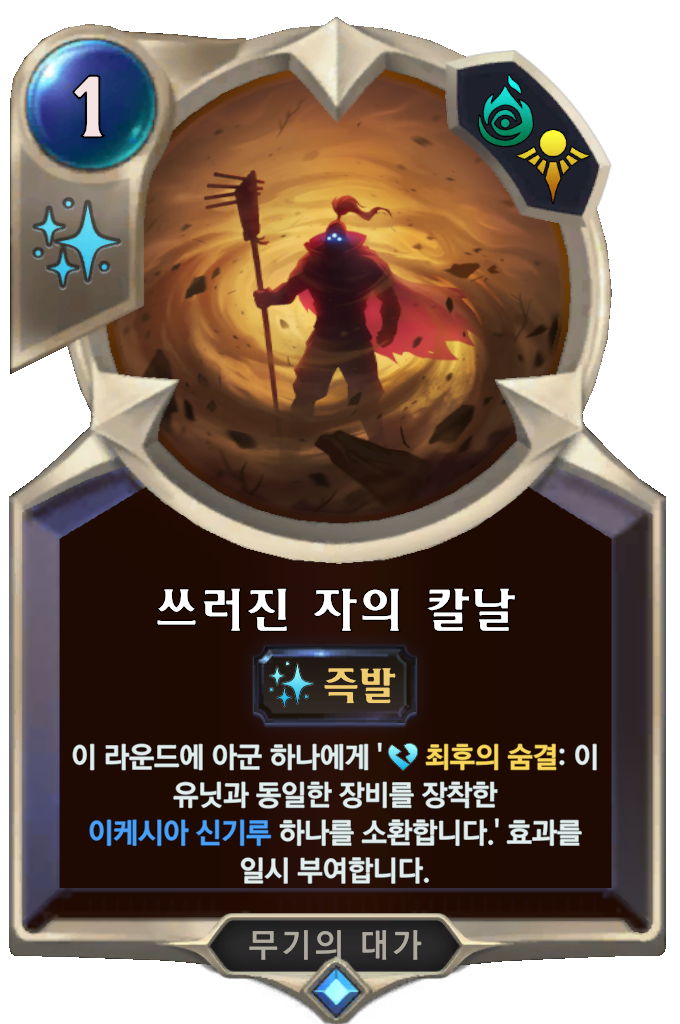 1
쓰러진 자의 칼날
즉발
이 라운드에 아군 하나에게 '최후의 숨결: 이
유닛과 동일한 장비를 장착한
이케시아 신기루 하나를 소환합니다.' 효과를
일시 부여합니다.
무기의 대가